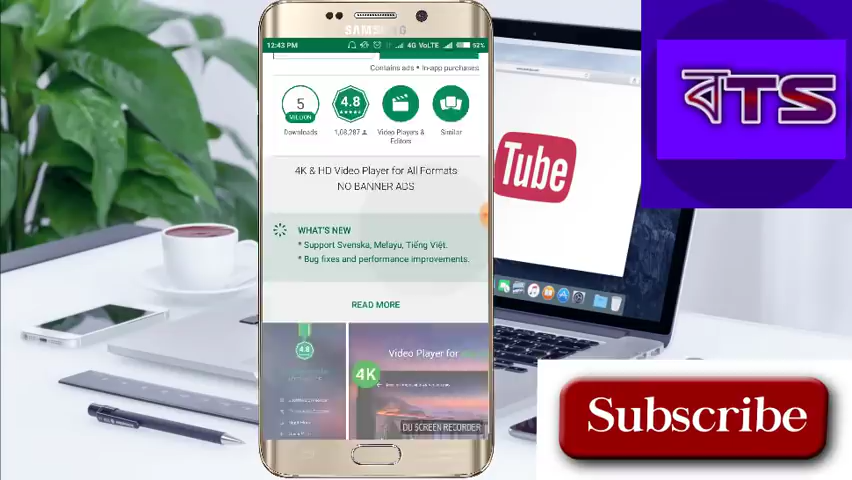 SAMSUNG
12:43 PM
4G VoLTE
52%
Contains ads • In-app purchases
5
MILLION
4.8
Downloads
1,08,287
Video Players &
Editors
Similar
4K & HD Video Player for All Formats
NO BANNER ADS
WHAT'S NEW
* Support Svenska, Melayu, Tiếng Việt.
* Bug fixes and performance improvements.
READ MORE
4.8
Video Player for
4K
DU SCREEN RECORDER
Tube
বTS
Subscribe